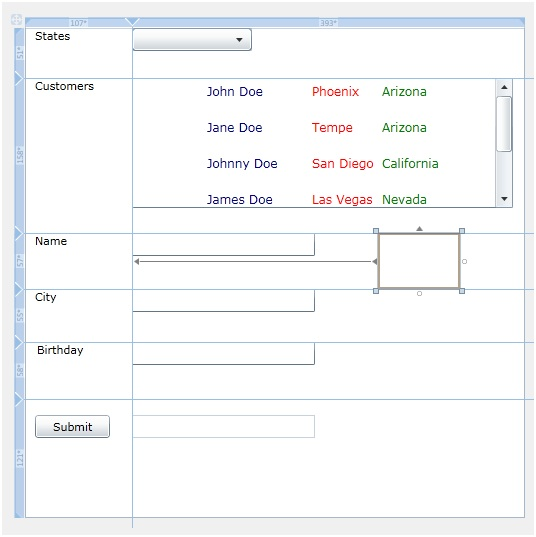 107* 393*
51*
States
158*
Customers
John Doe Phoenix Arizona
Jane Doe Tempe Arizona
Johnny Doe San Diego California
James Doe Las Vegas Nevada
57*
Name
55*
City
58*
Birthday
121*
Submit